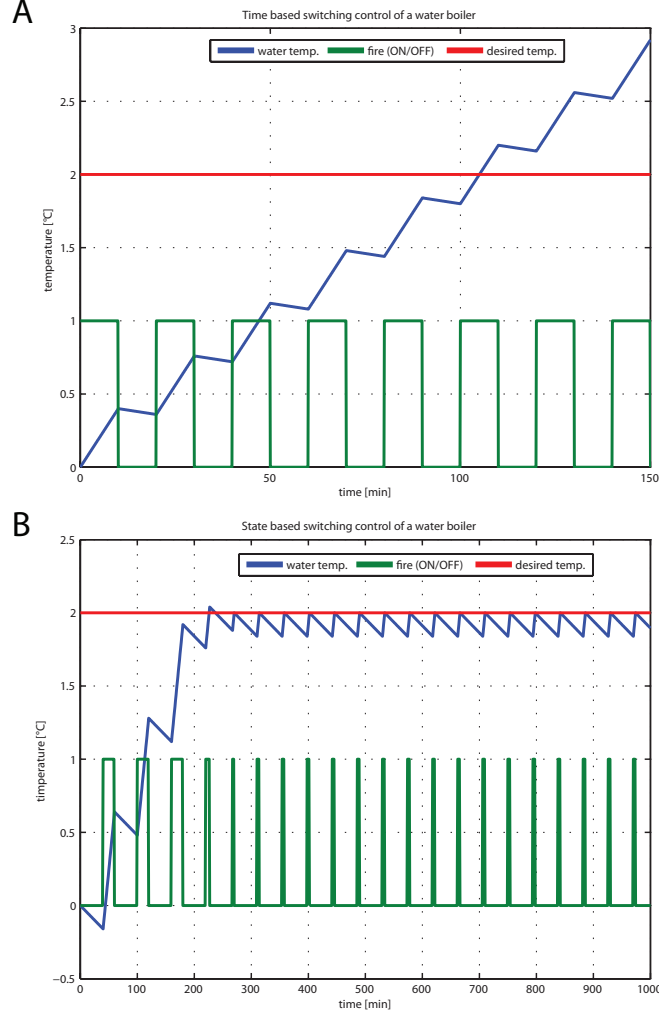 A
Time based switching control of a water boiler
water temp. fire (ON/OFF) desired temp.
3
2.5
2
1.5
1
0.5
0
temperature [°C]
0 50 100 150
time [min]
B
State based switching control of a water boiler
water temp. fire (ON/OFF) desired temp.
2.5
2
1.5
1
0.5
0
−0.5
timperature [°C]
0 100 200 300 400 500 600 700 800 900 1000
time [min]